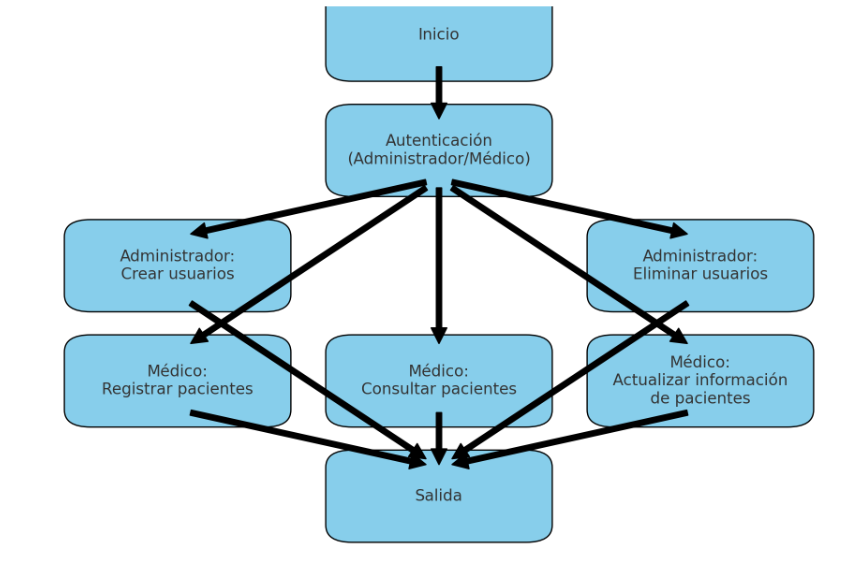 Inicio
Autenticación
(Administrador/Médico)
Administrador:
Crear usuarios
Administrador:
Eliminar usuarios
Médico:
Registrar pacientes
Médico:
Consultar pacientes
Médico:
Actualizar información
de pacientes
Salida